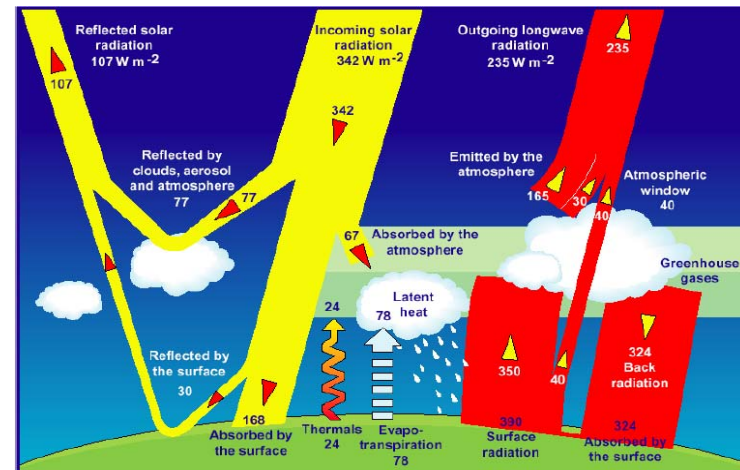 Reflected solar
radiation
107 W m-2
Incoming solar
radiation
342 W m-2
Outgoing longwave
radiation
235 W m-2
235
107
342
Reflected by
clouds, aerosol
and atmosphere
77
77
Emitted by the
atmosphere
165
30
40
Atmospheric
window
40
67
Absorbed by the
atmosphere
Greenhouse
gases
24
78
Latent
heat
Reflected by
the surface
30
350
40
324
Back
radiation
168
Absorbed by
the surface
Thermals
24
Evapo-
transpiration
78
390
Surface
radiation
324
Absorbed by
the surface